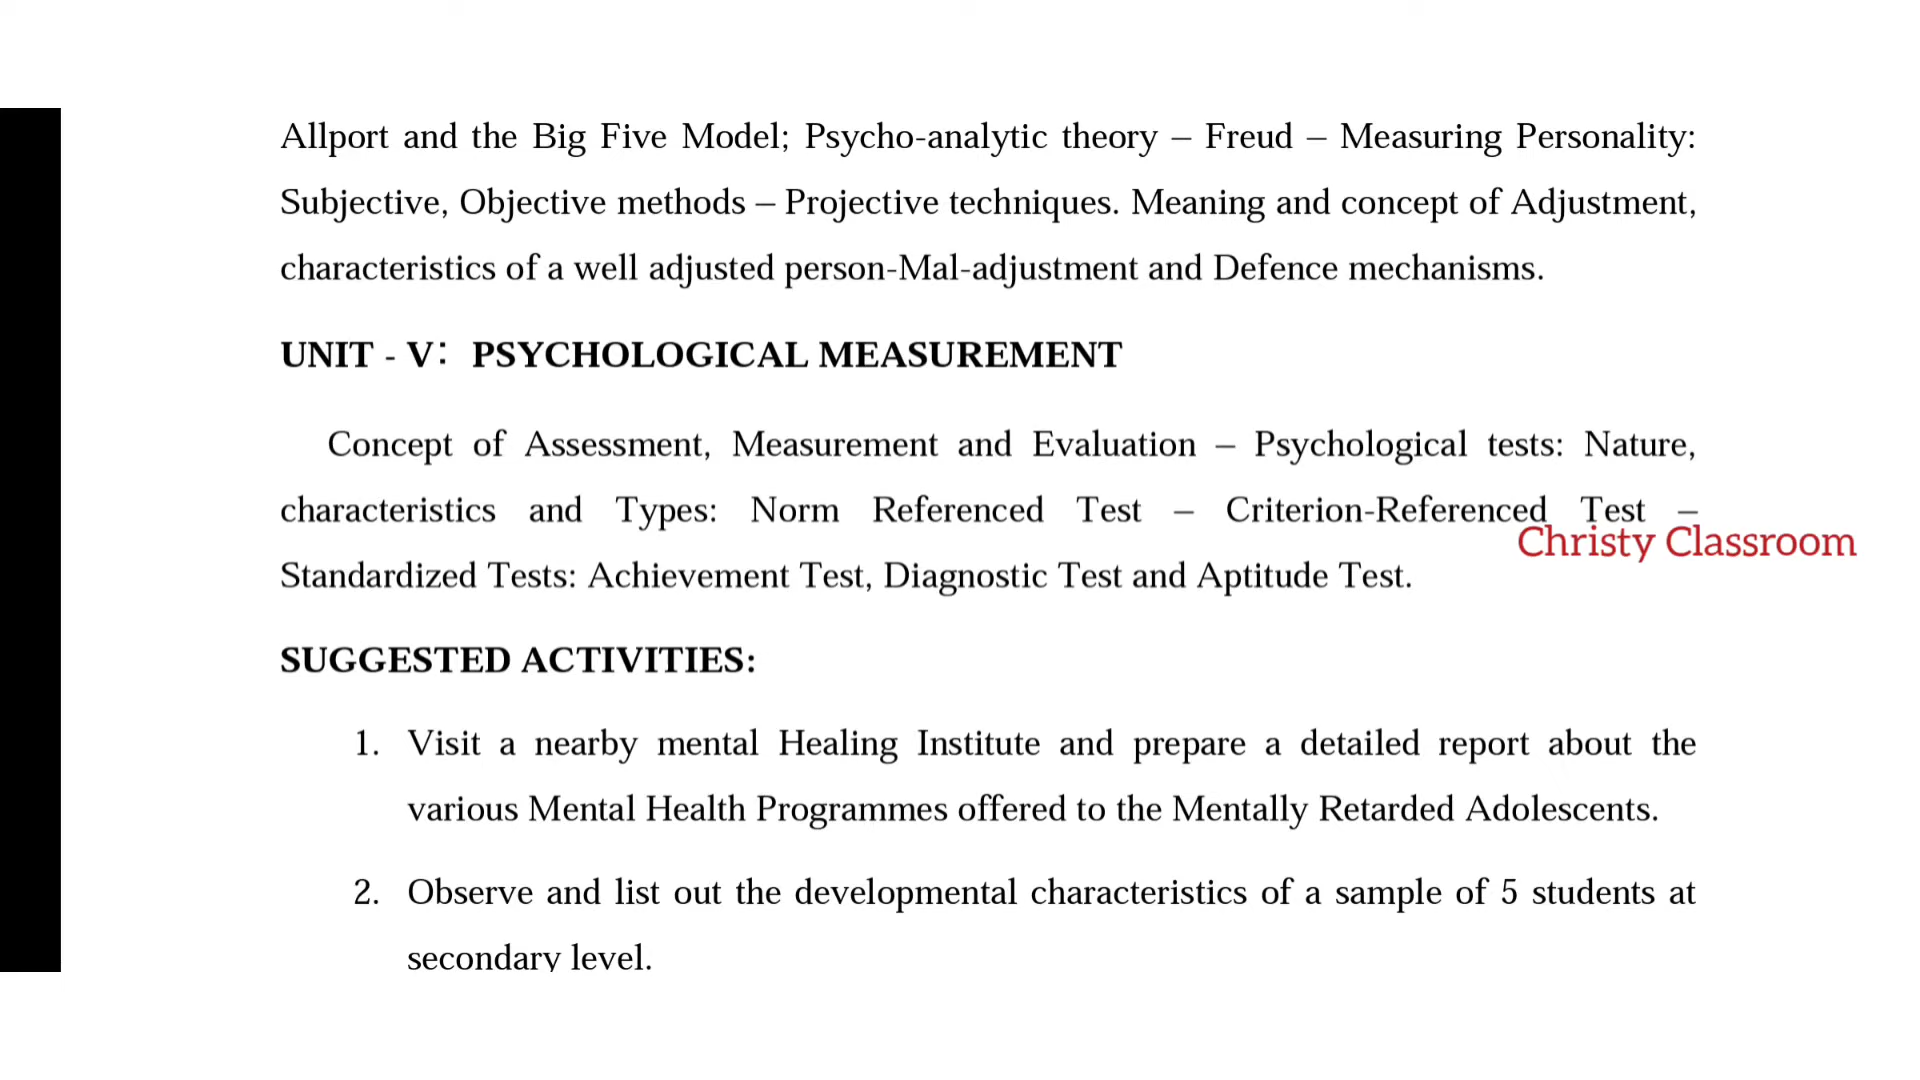 Allport and the Big Five Model; Psycho-analytic theory – Freud – Measuring Personality:
Subjective, Objective methods – Projective techniques. Meaning and concept of Adjustment,
characteristics of a well adjusted person-Mal-adjustment and Defence mechanisms.
UNIT - V: PSYCHOLOGICAL MEASUREMENT
Concept of Assessment, Measurement and Evaluation – Psychological tests: Nature,
characteristics and Types: Norm Referenced Test – Criterion-Referenced Test –
Christy Classroom
Standardized Tests: Achievement Test, Diagnostic Test and Aptitude Test.
SUGGESTED ACTIVITIES:
1. Visit a nearby mental Healing Institute and prepare a detailed report about the
various Mental Health Programmes offered to the Mentally Retarded Adolescents.
2. Observe and list out the developmental characteristics of a sample of 5 students at
secondary level.